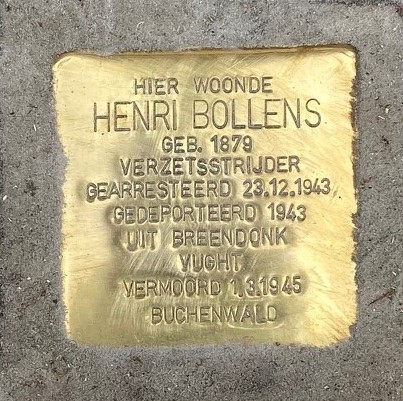 HIER WOONDE
HENRI BOLLENS
GEB. 1879
VERZETSSTRIJDER
GEARRESTEERD 23.12.1943
GEDEPORTEERD 1943
UIT BREENDONK
VUGHT
VERMOORD 1.3.1945
BUCHENWALD